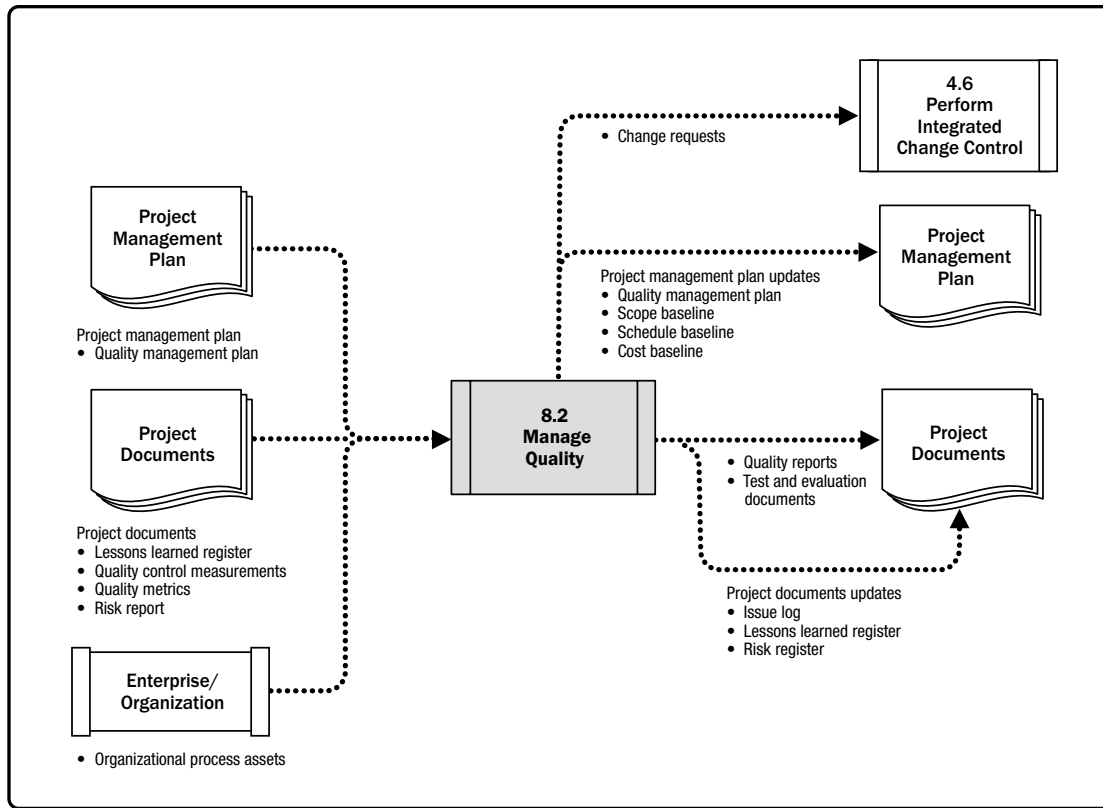 4.6
Perform
Integrated
Change Control
• Change requests
Project
Management
Plan
Project
Management
Plan
Project management plan updates
• Quality management plan
• Scope baseline
• Schedule baseline
• Cost baseline
Project management plan
• Quality management plan
8.2
Manage
Quality
Project
Documents
Project
Documents
• Quality reports
• Test and evaluation
documents
Project documents
• Lessons learned register
• Quality control measurements
• Quality metrics
• Risk report
Project documents updates
• Issue log
• Lessons learned register
• Risk register
Enterprise/
Organization
• Organizational process assets